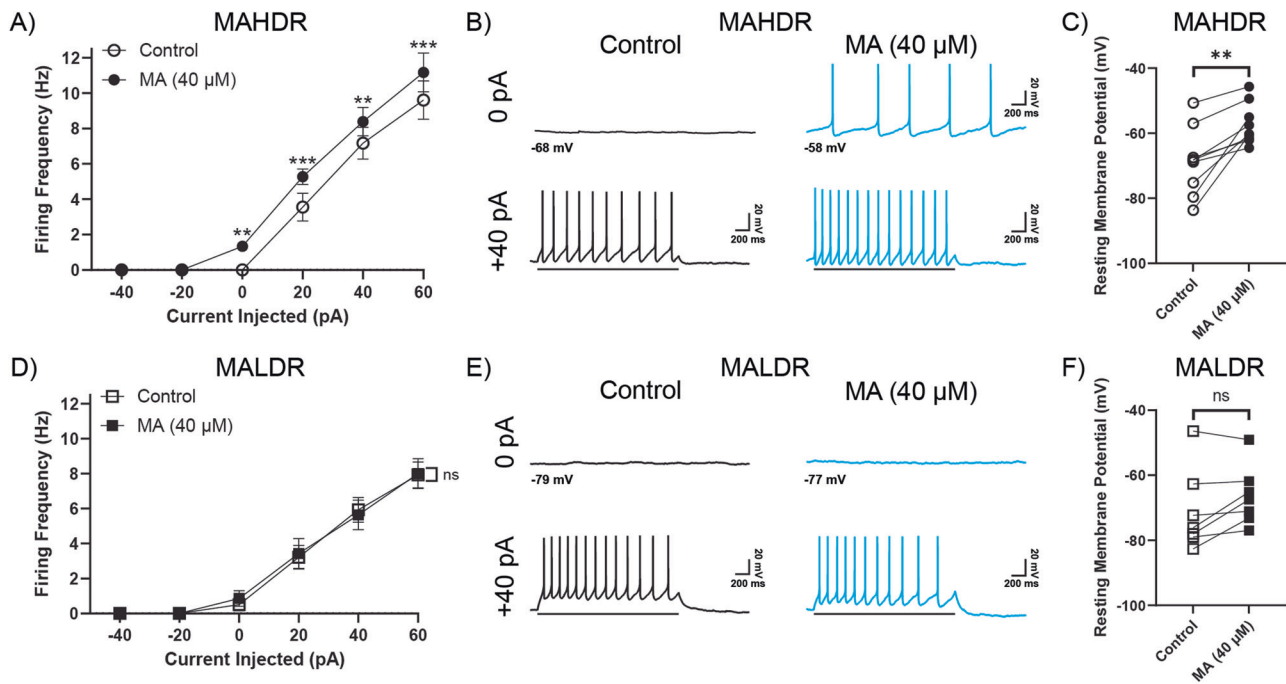 A)
MAHDR
Control
MA (40 µM)
Firing Frequency (Hz)
12
10
8
6
4
2
0
**
***
**
***
-40
-20
0
20
40
60
Current Injected (pA)
B)
MAHDR
Control
MA (40 µM)
0 pA
-68 mV
-58 mV
20 mV
200 ms
+40 pA
20 mV
200 ms
20 mV
200 ms
C)
MAHDR
Resting Membrane Potential (mV)
-40
-60
-80
-100
**
Control
MA (40 µM)
D)
MALDR
Control
MA (40 µM)
Firing Frequency (Hz)
12
10
8
6
4
2
0
ns
-40
-20
0
20
40
60
Current Injected (pA)
E)
MALDR
Control
MA (40 µM)
0 pA
-79 mV
-77 mV
+40 pA
20 mV
200 ms
20 mV
200 ms
F)
MALDR
Resting Membrane Potential (mV)
-40
-60
-80
-100
ns
Control
MA (40 µM)